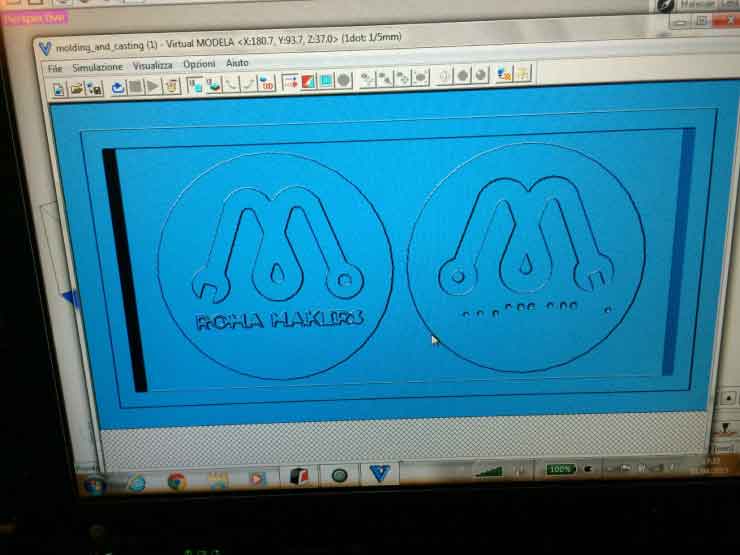 Perspective
molding_and_casting (1) - Virtual MODELA <X:180.7, Y:93.7, Z:37.0> (1dot: 1/5mm)
File Simulazione Visualizza Opzioni Aiuto
ROMA MAKERS
100%